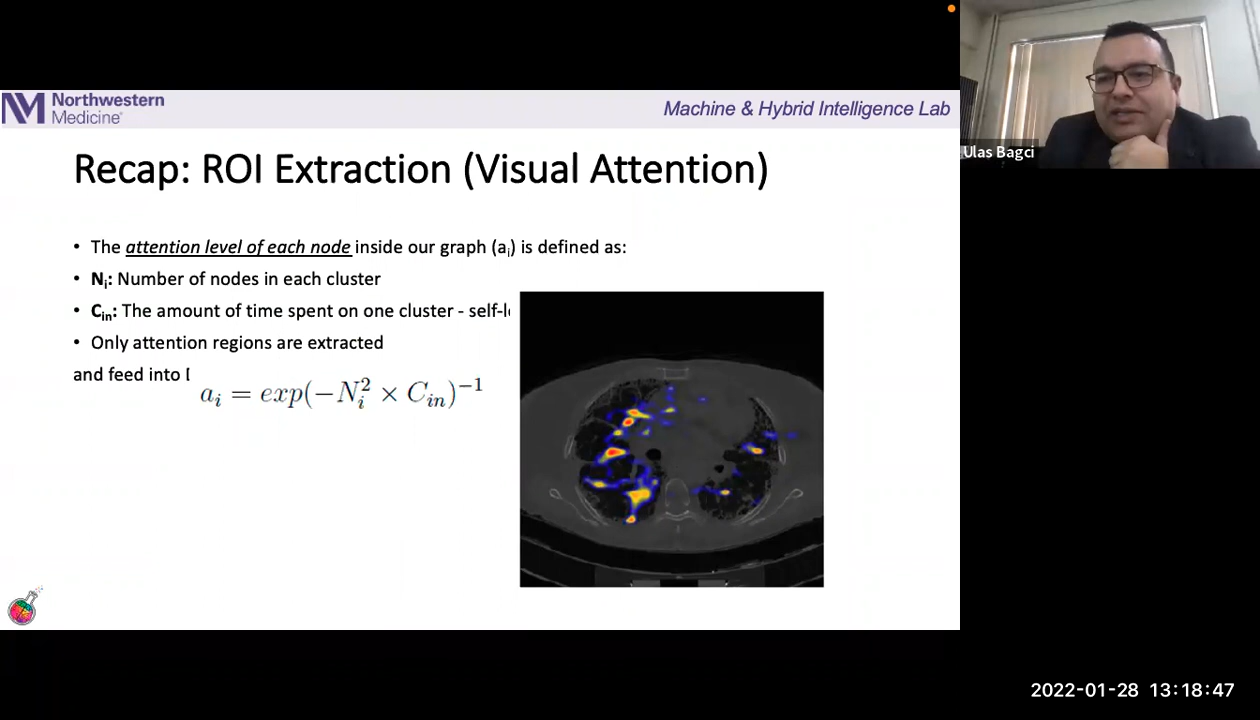 Northwestern
Medicine®
Machine & Hybrid Intelligence Lab
Ulas Bagci
Recap: ROI Extraction (Visual Attention)
• The attention level of each node inside our graph (aᵢ) is defined as:
• Nᵢ: Number of nodes in each cluster
• Cᵢₙ: The amount of time spent on one cluster - self-l
• Only attention regions are extracted
and feed into
aᵢ = exp(−Nᵢ² × Cᵢₙ)⁻¹
2022-01-28 13:18:47